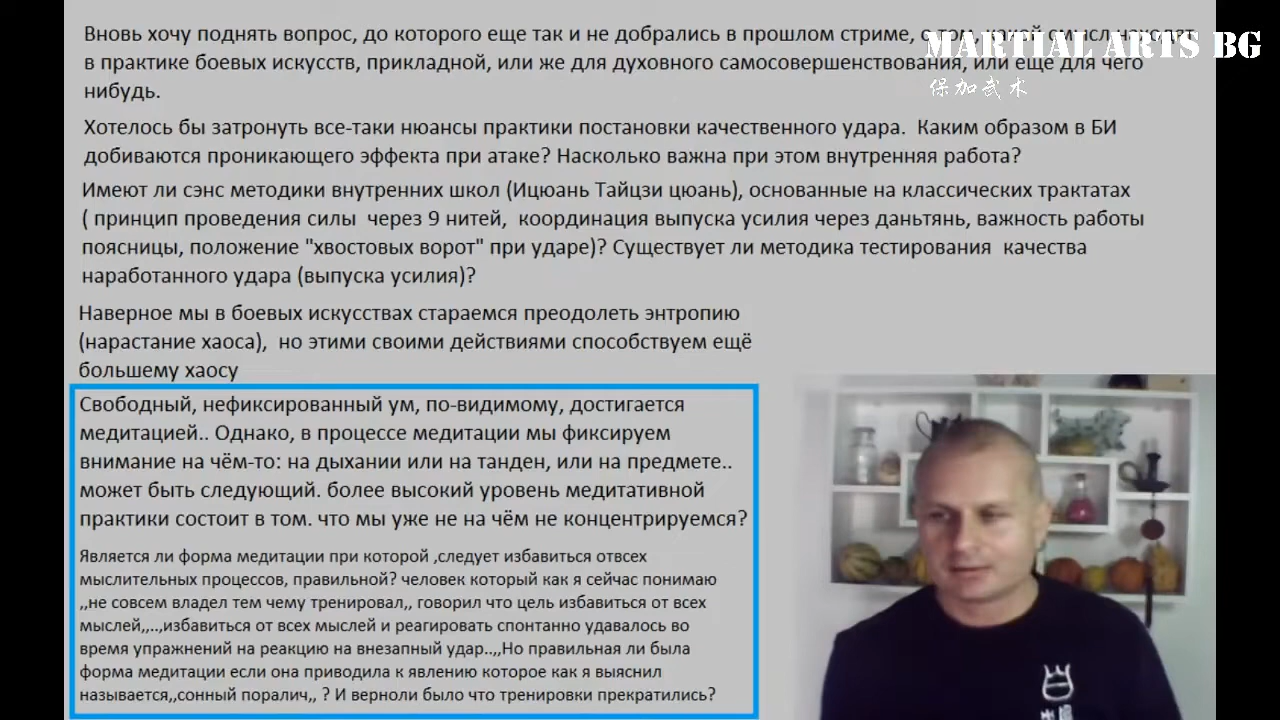 Вновь хочу поднять вопрос, до которого еще так и не добрались в прошлом стриме,
MARTIAL ARTS BG
в практике боевых искусств, прикладной, или же для духовного самосовершенствования, или еще для чего
нибудь.
保加武术
Хотелось бы затронуть все-таки нюансы практики постановки качественного удара. Каким образом в БИ
добиваются проникающего эффекта при атаке? Насколько важна при этом внутренняя работа?
Имеют ли сэнс методики внутренних школ (Ицюань Тайцзи цюань), основанные на классических трактатах
( принцип проведения силы через 9 нитей, координация выпуска усилия через даньтянь, важность работы
поясницы, положение "хвостовых ворот" при ударе)? Существует ли методика тестирования качества
наработанного удара (выпуска усилия)?
Наверное мы в боевых искусствах стараемся преодолеть энтропию
(нарастание хаоса), но этими своими действиями способствуем ещё
большему хаосу
Свободный, нефиксированный ум, по-видимому, достигается
медитацией.. Однако, в процессе медитации мы фиксируем
внимание на чём-то: на дыхании или на танден, или на предмете..
может быть следующий. более высокий уровень медитативной
практики состоит в том. что мы уже не на чём не концентрируемся?
Является ли форма медитации при которой ,следует избавиться отвсех
мыслительных процессов, правильной? человек который как я сейчас понимаю
,,не совсем владел тем чему тренировал,, говорил что цель избавиться от всех
мыслей,,..,избавиться от всех мыслей и реагировать спонтанно удавалось во
время упражнений на реакцию на внезапный удар..,,Но правильная ли была
форма медитации если она приводила к явлению которое как я выяснил
называется,,сонный поралич,, ? И верноли было что тренировки прекратились?